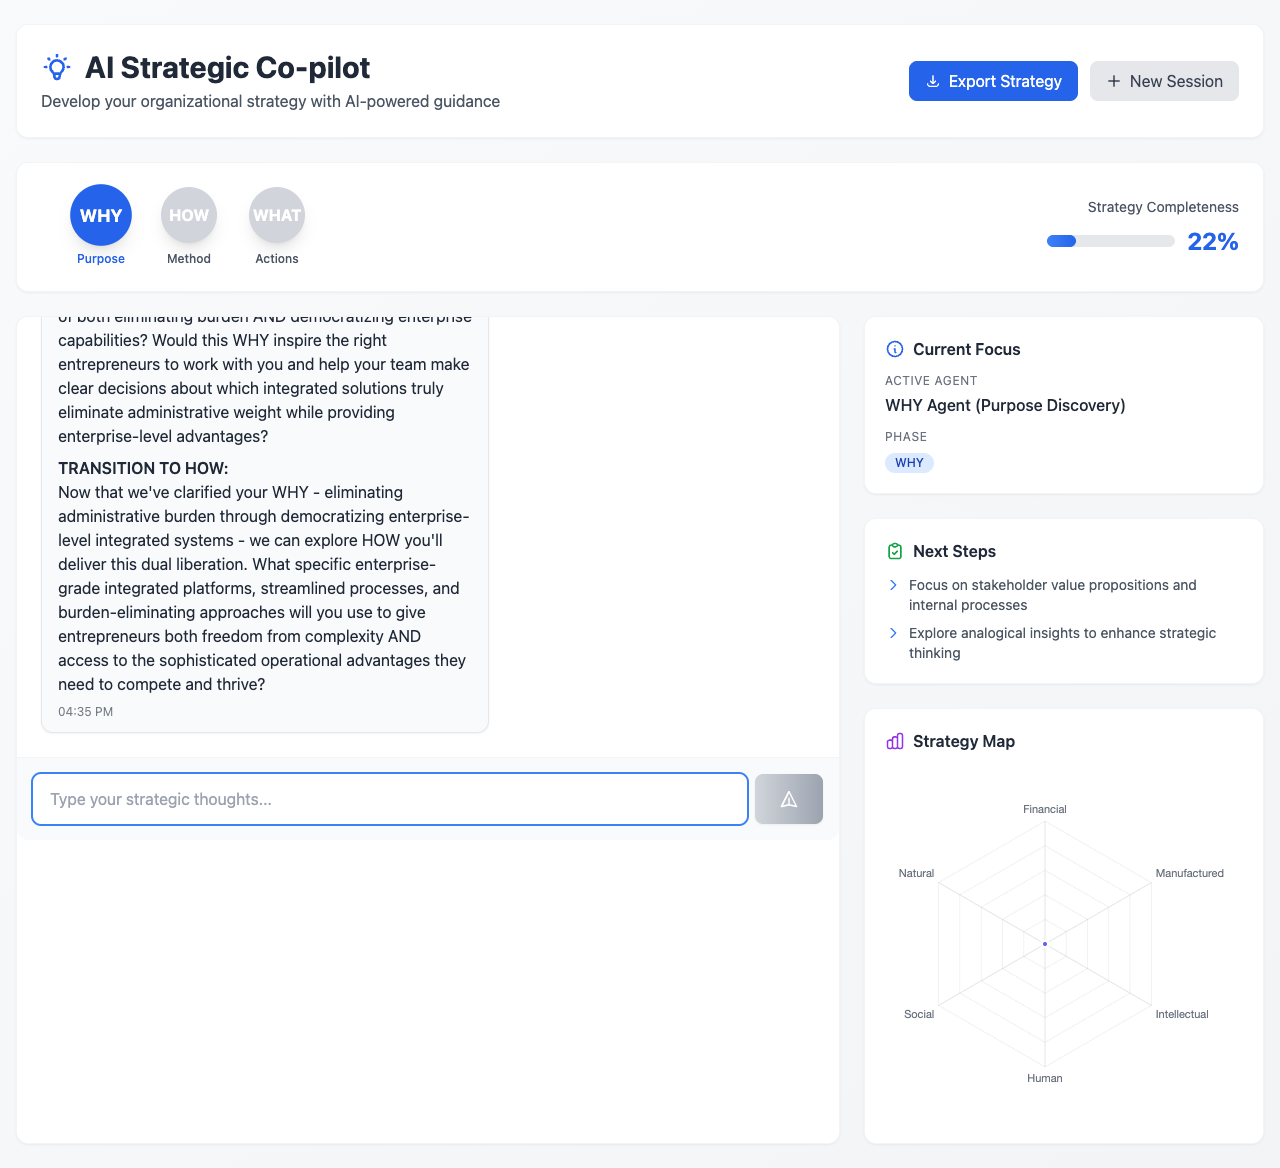 AI Strategic Co-pilot
Develop your organizational strategy with AI-powered guidance
Export Strategy
New Session
WHY
HOW
WHAT
Purpose
Method
Actions
Strategy Completeness
22%
of both eliminating burden AND democratizing enterprise
capabilities? Would this WHY inspire the right
entrepreneurs to work with you and help your team make
clear decisions about which integrated solutions truly
eliminate administrative weight while providing
enterprise-level advantages?
TRANSITION TO HOW:
Now that we've clarified your WHY - eliminating
administrative burden through democratizing enterprise-
level integrated systems - we can explore HOW you'll
deliver this dual liberation. What specific enterprise-
grade integrated platforms, streamlined processes, and
burden-eliminating approaches will you use to give
entrepreneurs both freedom from complexity AND
access to the sophisticated operational advantages they
need to compete and thrive?
04:35 PM
Type your strategic thoughts...
Current Focus
ACTIVE AGENT
WHY Agent (Purpose Discovery)
PHASE
WHY
Next Steps
Focus on stakeholder value propositions and
internal processes
Explore analogical insights to enhance strategic
thinking
Strategy Map
Financial
Natural
Manufactured
Social
Intellectual
Human